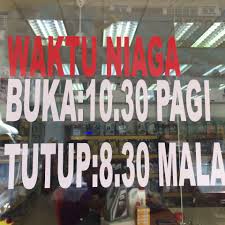 WAKTU NIAGA
BUKA:10.30 PAGI
TUTUP:8.30 MALA